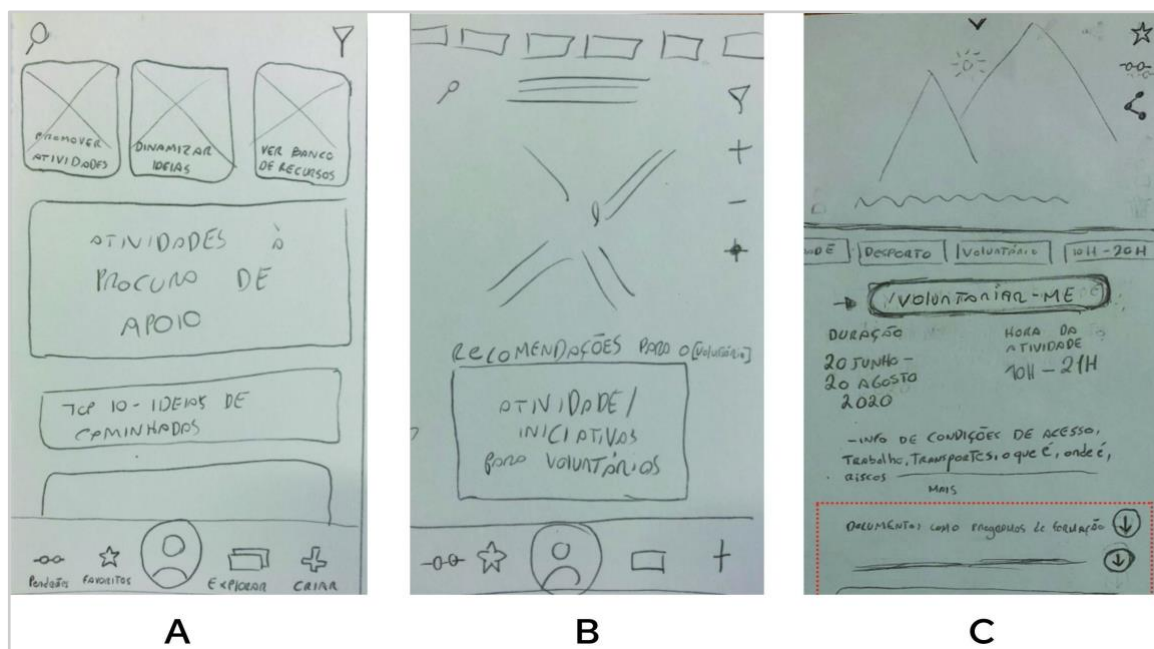 PROMOVER
ATIVIDADES
DINAMIZAR
IDEIAS
VER BANCO
DE RECURSOS
ATIVIDADES à
PROCURA DE
APOIO
TOP 10 - IDEIAS DE
CAMINHADAS
FAVORITOS
EXPLORAR
CRIAR
A
RECOMENDAÇÕES PARA O [Voluntário]
ATIVIDADE/
INICIATIVAS
PARA VOLUNTÁRIOS
B
DESPORTO
VOLUNTÁRIO
10H - 20H
VOLUNTARIAR - ME
DURAÇÃO
20 JUNHO -
20 AGOSTO
2020
HORA DA
ATIVIDADE
10H - 21H
- INFO DE CONDIÇÕES DE ACESSO,
Trabalho, TRANSPORTES, o que é, onde é,
RISCOS
MAIS
DOCUMENTOS como programas de formação
C